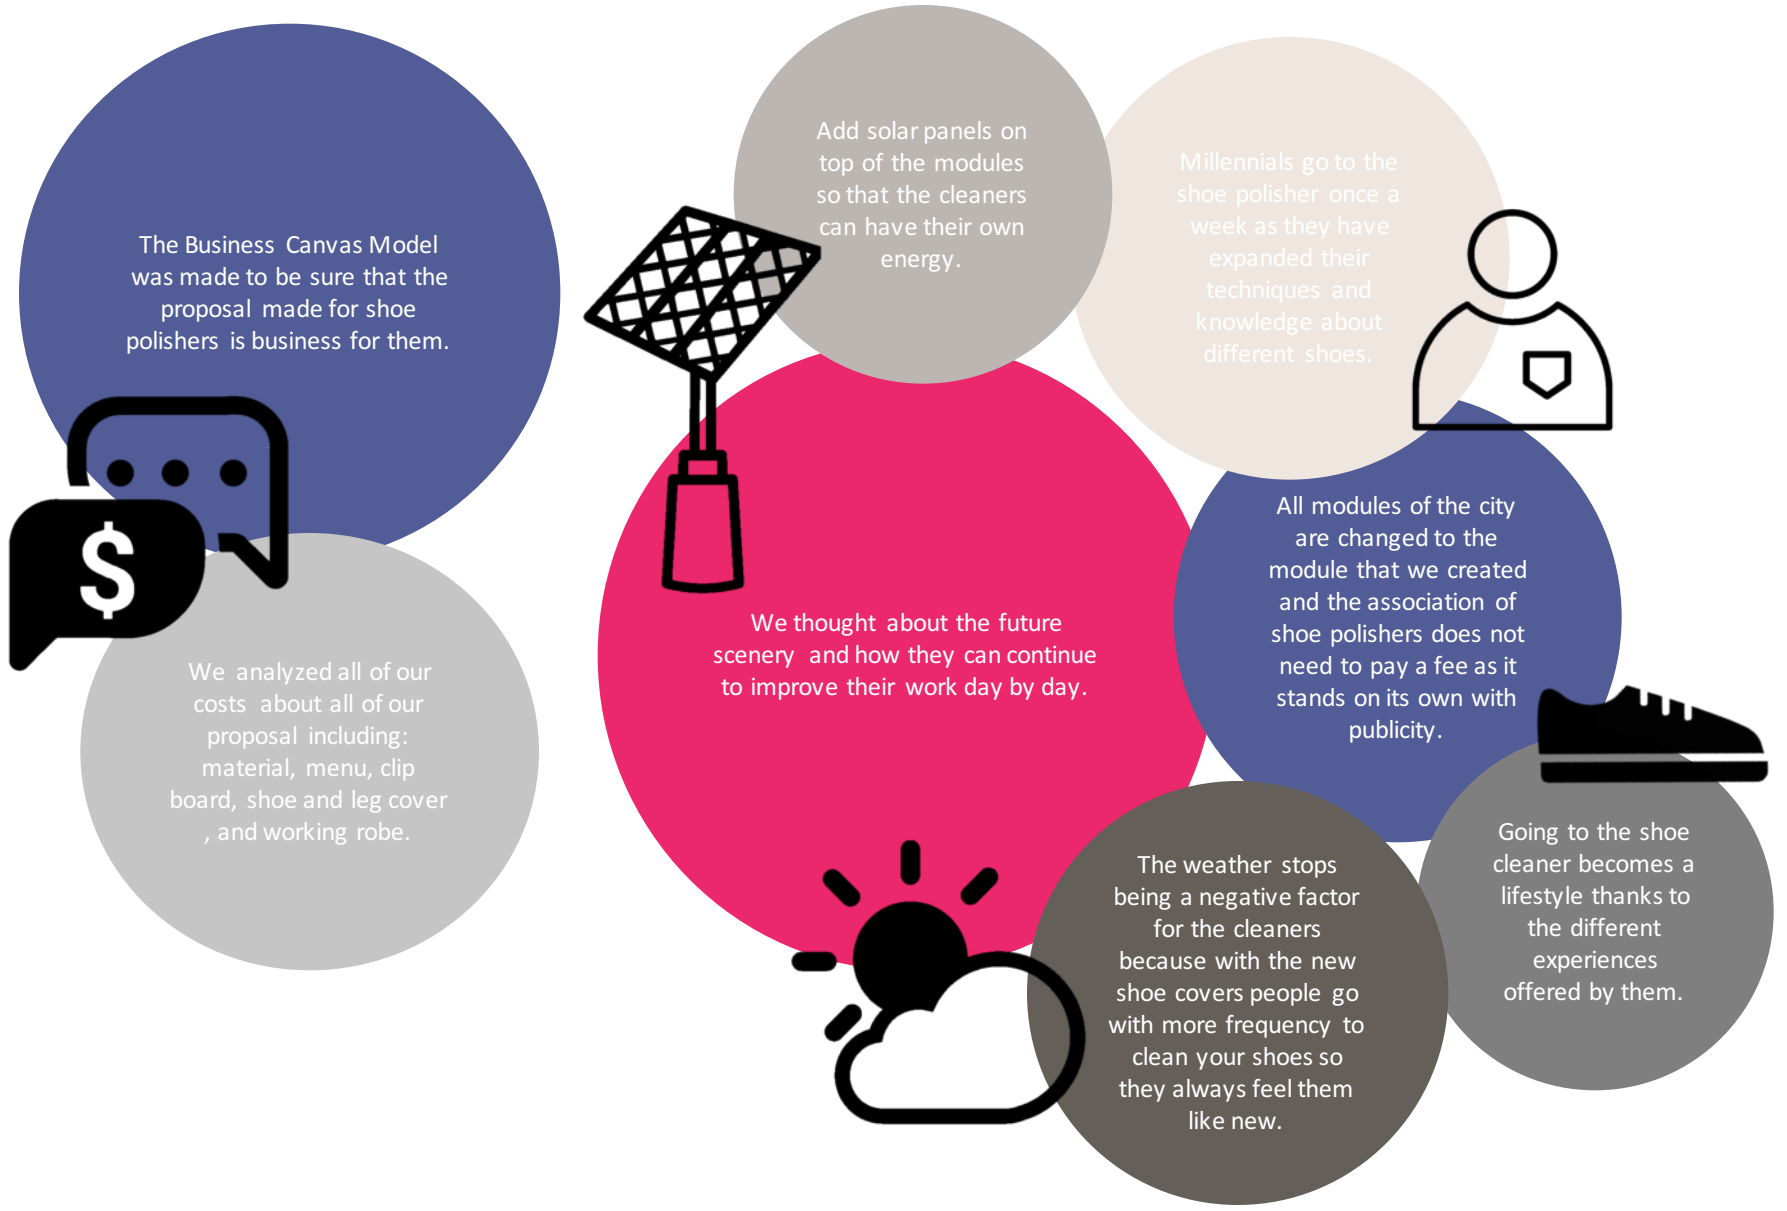 The Business Canvas Model
was made to be sure that the
proposal made for shoe
polishers is business for them.
$
We analyzed all of our
costs about all of our
proposal including:
material, menu, clip
board, shoe and leg cover
, and working robe.
Add solar panels on
top of the modules
so that the cleaners
can have their own
energy.
Millennials go to the
shoe polisher once a
week as they have
expanded their
techniques and
knowledge about
different shoes.
We thought about the future
scenery and how they can continue
to improve their work day by day.
All modules of the city
are changed to the
module that we created
and the association of
shoe polishers does not
need to pay a fee as it
stands on its own with
publicity.
The weather stops
being a negative factor
for the cleaners
because with the new
shoe covers people go
with more frequency to
clean your shoes so
they always feel them
like new.
Going to the shoe
cleaner becomes a
lifestyle thanks to
the different
experiences
offered by them.